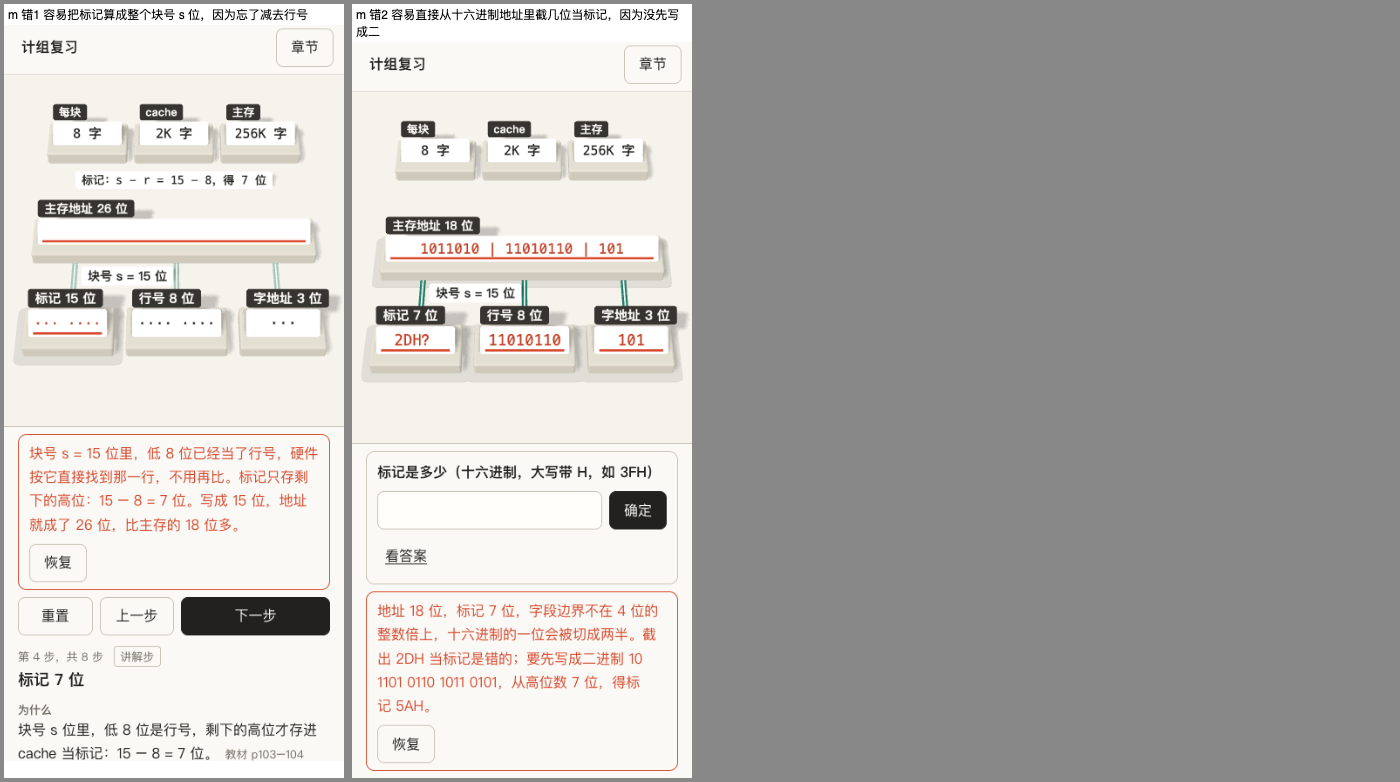 m 错1 容易把标记算成整个块号 s 位，因为忘了减去行号
计组复习
章节
每块
cache
主存
8 字
2K 字
256K 字
标记：s − r = 15 − 8，得 7 位
主存地址 26 位
块号 s = 15 位
标记 15 位
行号 8 位
字地址 3 位
··· ····
···· ····
···
块号 s = 15 位里，低 8 位已经当了行号，硬件
按它直接找到那一行，不用再比。标记只存剩
下的高位：15 − 8 = 7 位。写成 15 位，地址
就成了 26 位，比主存的 18 位多。
恢复
重置
上一步
下一步
第 4 步，共 8 步
讲解步
标记 7 位
为什么
块号 s 位里，低 8 位是行号，剩下的高位才存进
cache 当标记：15 − 8 = 7 位。 教材 p103—104
m 错2 容易直接从十六进制地址里截几位当标记，因为没先写
成二
计组复习
章节
每块
cache
主存
8 字
2K 字
256K 字
主存地址 18 位
1011010 | 11010110 | 101
块号 s = 15 位
标记 7 位
行号 8 位
字地址 3 位
2DH?
11010110
101
标记是多少（十六进制，大写带 H，如 3FH）
确定
看答案
地址 18 位，标记 7 位，字段边界不在 4 位的
整数倍上，十六进制的一位会被切成两半。截
出 2DH 当标记是错的；要先写成二进制 10
1101 0110 1011 0101，从高位数 7 位，得标
记 5AH。
恢复